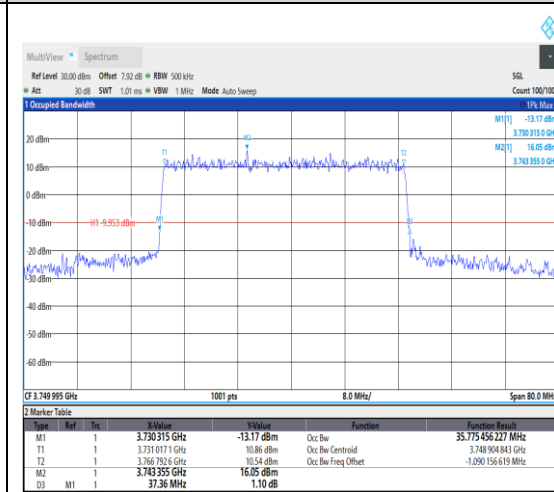 MultiView Spectrum
Ref Level 30.00 dBm Offset 7.92 dB RBW 500 kHz SGL
Att 30 dB SWT 1.01 ms VBW 1 MHz Mode Auto Sweep Count 100/100
1 Occupied Bandwidth 1Pk Max
M1[1] -13.17 dBm
3.730 315 0 GHz
M2[1] 16.05 dBm
3.743 355 0 GHz
20 dBm
T1 M2 T2
10 dBm
0 dBm
-10 dBm H1 -9.953 dBm M1 D3
-20 dBm
-30 dBm
-40 dBm
-50 dBm
-60 dBm
CF 3.749 995 GHz 1001 pts 8.0 MHz/ Span 80.0 MHz
2 Marker Table
Type Ref Trc X-Value Y-Value Function Function Result
M1 1 3.730 315 GHz -13.17 dBm Occ Bw 35.775 456 227 MHz
T1 1 3.731 017 1 GHz 10.86 dBm Occ Bw Centroid 3.748 904 843 GHz
T2 1 3.766 792 6 GHz 10.54 dBm Occ Bw Freq Offset -1.090 156 619 MHz
M2 1 3.743 355 GHz 16.05 dBm
D3 M1 1 37.36 MHz 1.10 dB